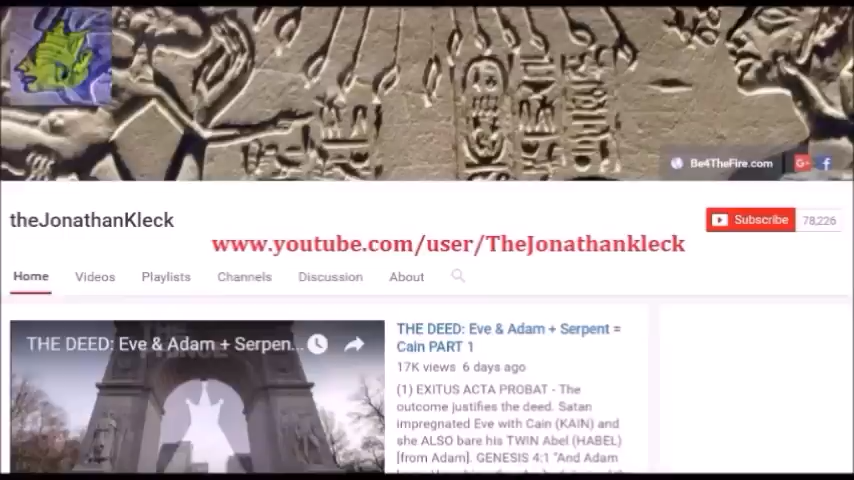 Be4TheFire.com
theJonathanKleck
Subscribe 78,226
www.youtube.com/user/TheJonathankleck
Home Videos Playlists Channels Discussion About
THE DEED: Eve & Adam + Serpen...
THE DEED: Eve & Adam + Serpent =
Cain PART 1
17K views 6 days ago
(1) EXITUS ACTA PROBAT - The
outcome justifies the deed. Satan
impregnated Eve with Cain (KAIN) and
she ALSO bare his TWIN Abel (HABEL)
[from Adam]. GENESIS 4:1 "And Adam